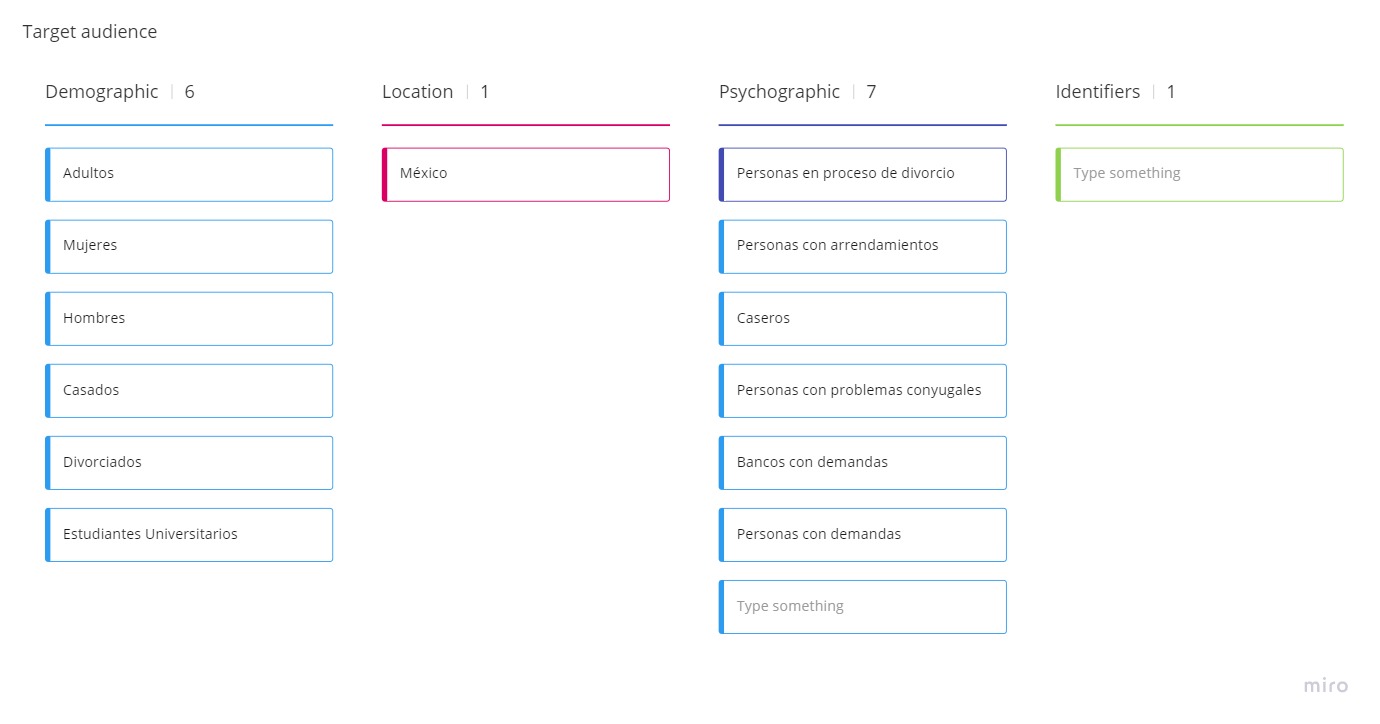 Target audience
Demographic | 6
Adultos
Mujeres
Hombres
Casados
Divorciados
Estudiantes Universitarios
Location | 1
México
Psychographic | 7
Personas en proceso de divorcio
Personas con arrendamientos
Caseros
Personas con problemas conyugales
Bancos con demandas
Personas con demandas
Type something
Identifiers | 1
Type something
miro